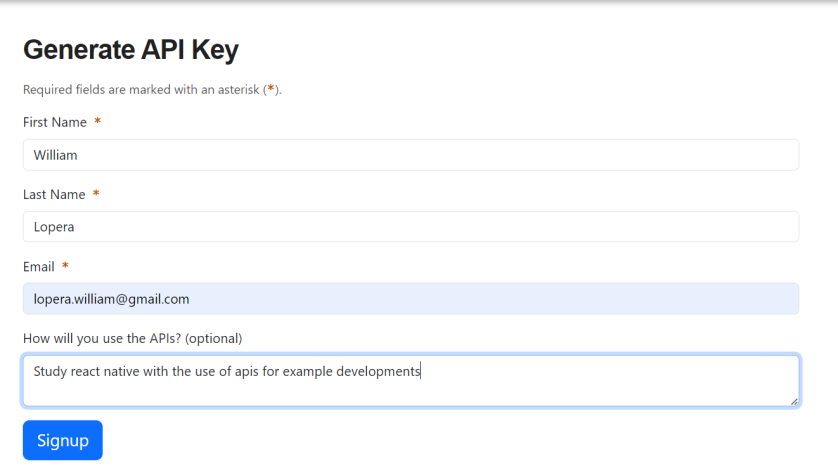 Generate API Key
Required fields are marked with an asterisk (*).
First Name *
William
Last Name *
Lopera
Email *
lopera.william@gmail.com
How will you use the APIs? (optional)
Study react native with the use of apis for example developments
Signup